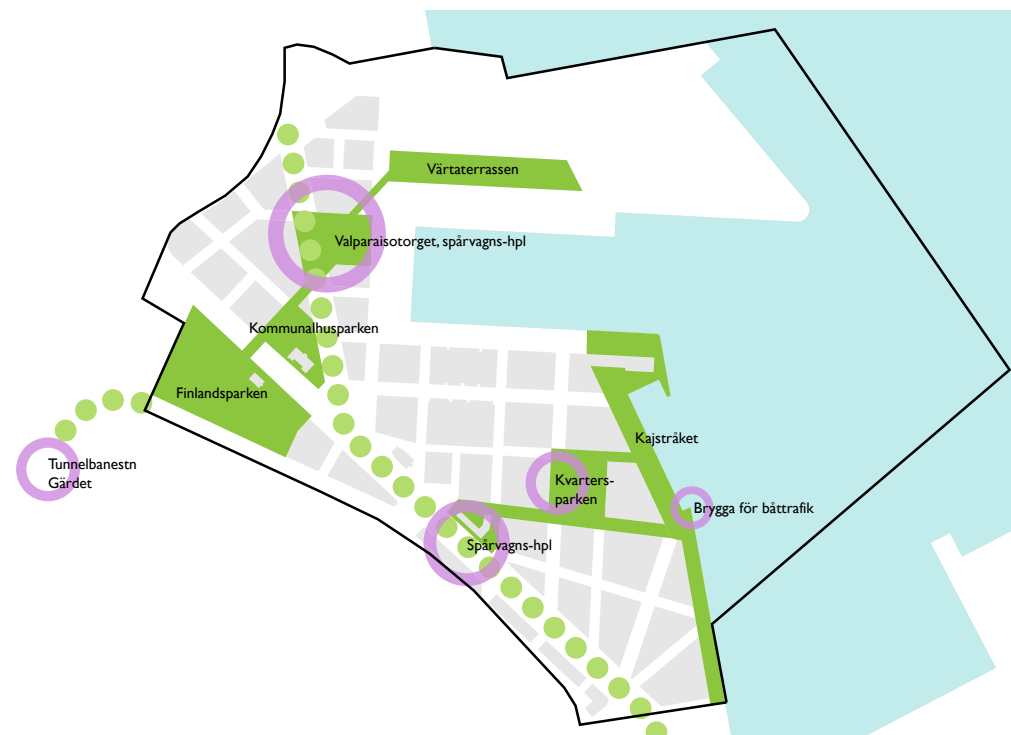 Värtaterrassen
Valparaisotorget, spårvagns-hpl
Kommunalhusparken
Finlandsparken
Kajstråket
Tunnelbanestn
Gärdet
Kvarters-
parken
Brygga för båttrafik
Spårvagns-hpl